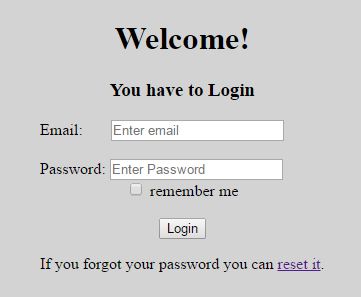 Welcome!
You have to Login
Email: Enter email
Password: Enter Password
remember me
Login
If you forgot your password you can reset it.